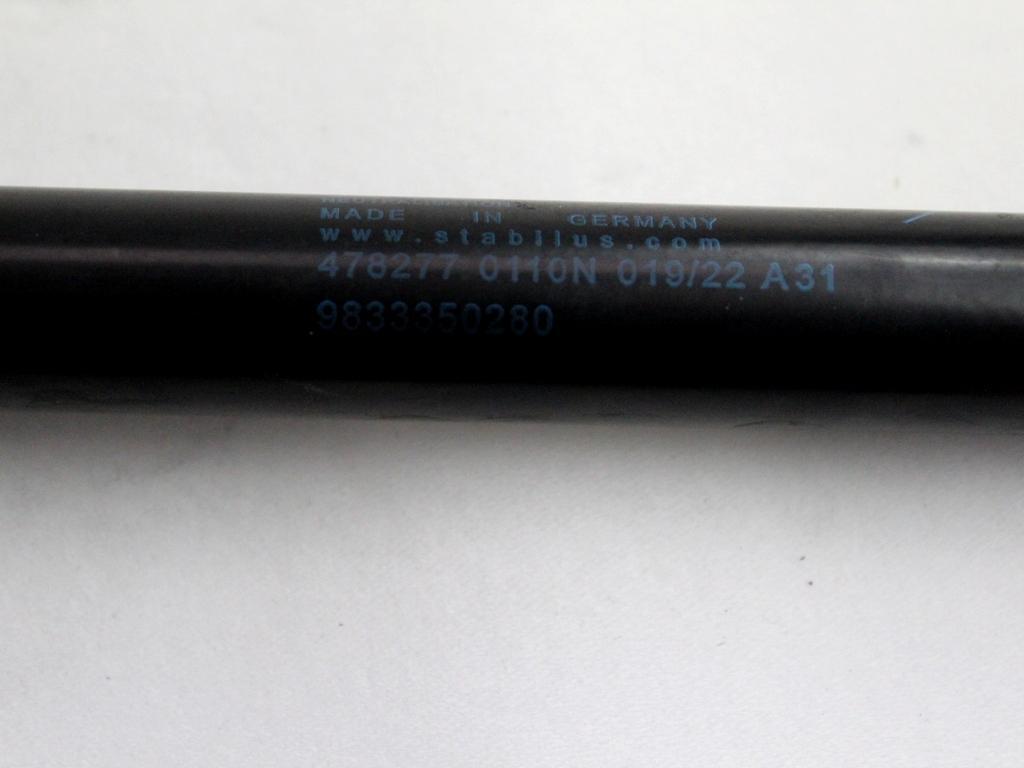 MADE IN GERMANY
www.stabilus.com
478277 0110N 019/22 A31
9833350280